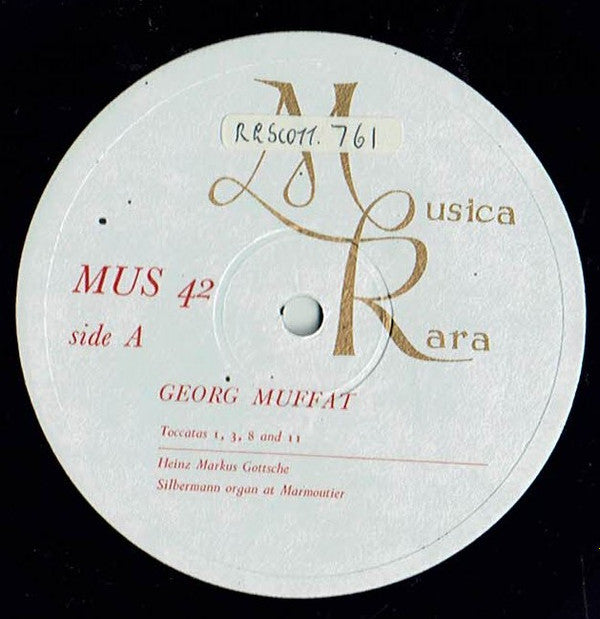 RRSCOTT. 761
Musica
Rara
MUS 42
side A
GEORG MUFFAT
Toccatas 1, 3, 8 and 11
Heinz Markus Gottsche
Silbermann organ at Marmoutier